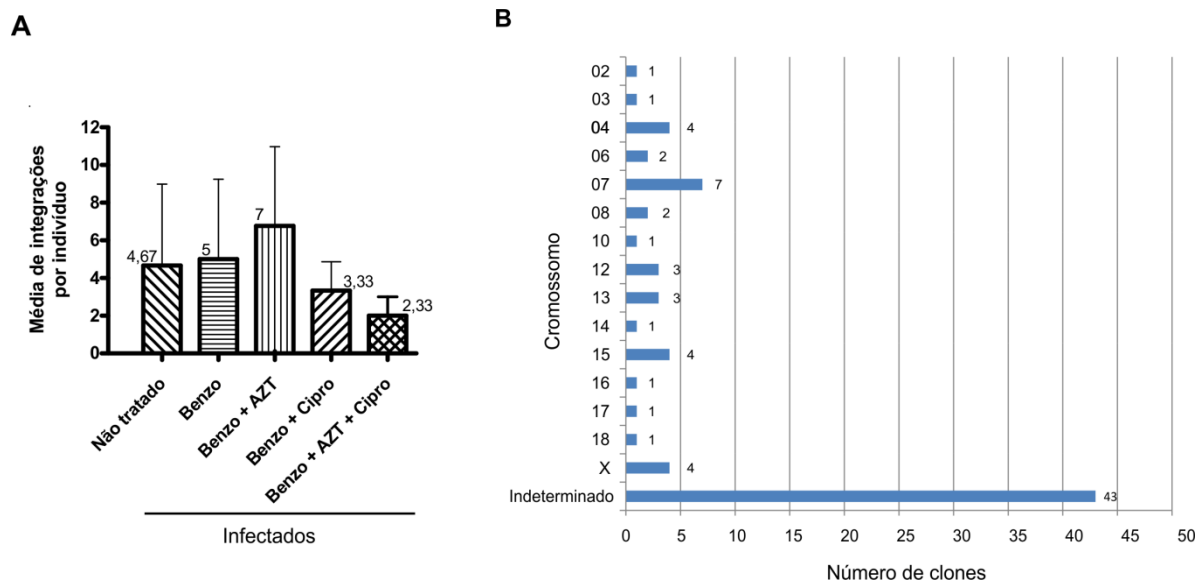 A
Média de integrações
por indivíduo
12
10
8
6
4
2
0
4,67
5
7
3,33
2,33
Não tratado
Benzo
Benzo + AZT
Benzo + Cipro
Benzo + AZT + Cipro
Infectados
B
Cromossomo
02 1
03 1
04 4
06 2
07 7
08 2
10 1
12 3
13 3
14 1
15 4
16 1
17 1
18 1
X 4
Indeterminado 43
0 5 10 15 20 25 30 35 40 45 50
Número de clones